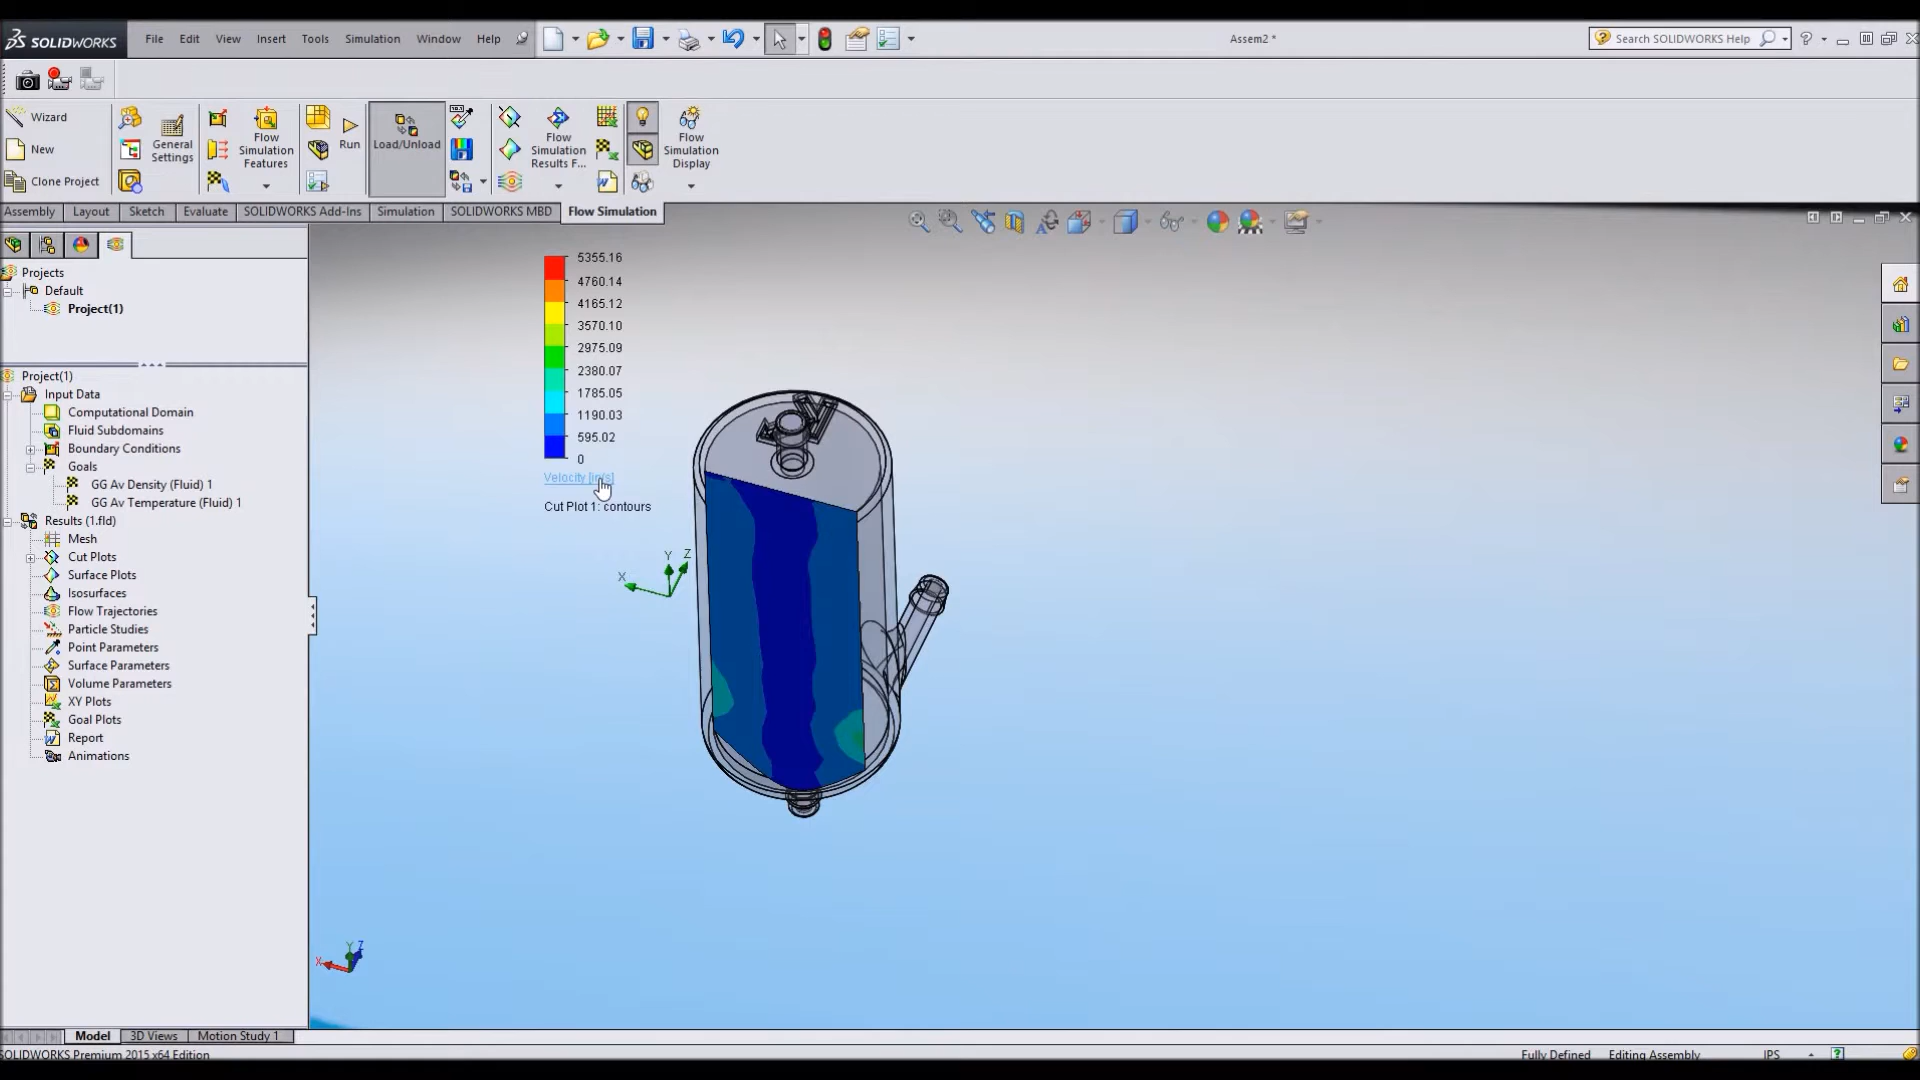 SOLIDWORKS File Edit View Insert Tools Simulation Window Help Assem2 * Search SOLIDWORKS Help
Wizard
New
Clone Project
General Settings
Flow Simulation Features
Run
Load/Unload
Flow Simulation Results F...
Flow Simulation Display
Assembly Layout Sketch Evaluate SOLIDWORKS Add-Ins Simulation SOLIDWORKS MBD Flow Simulation
Projects
Default
Project(1)
Project(1)
Input Data
Computational Domain
Fluid Subdomains
Boundary Conditions
Goals
GG Av Density (Fluid) 1
GG Av Temperature (Fluid) 1
Results (1.fld)
Mesh
Cut Plots
Surface Plots
Isosurfaces
Flow Trajectories
Particle Studies
Point Parameters
Surface Parameters
Volume Parameters
XY Plots
Goal Plots
Report
Animations
5355.16
4760.14
4165.12
3570.10
2975.09
2380.07
1785.05
1190.03
595.02
0
Velocity [in/s]
Cut Plot 1: contours
X Y Z
X Y Z
Model 3D Views Motion Study 1
SOLIDWORKS Premium 2015 x64 Edition Fully Defined Editing Assembly IPS